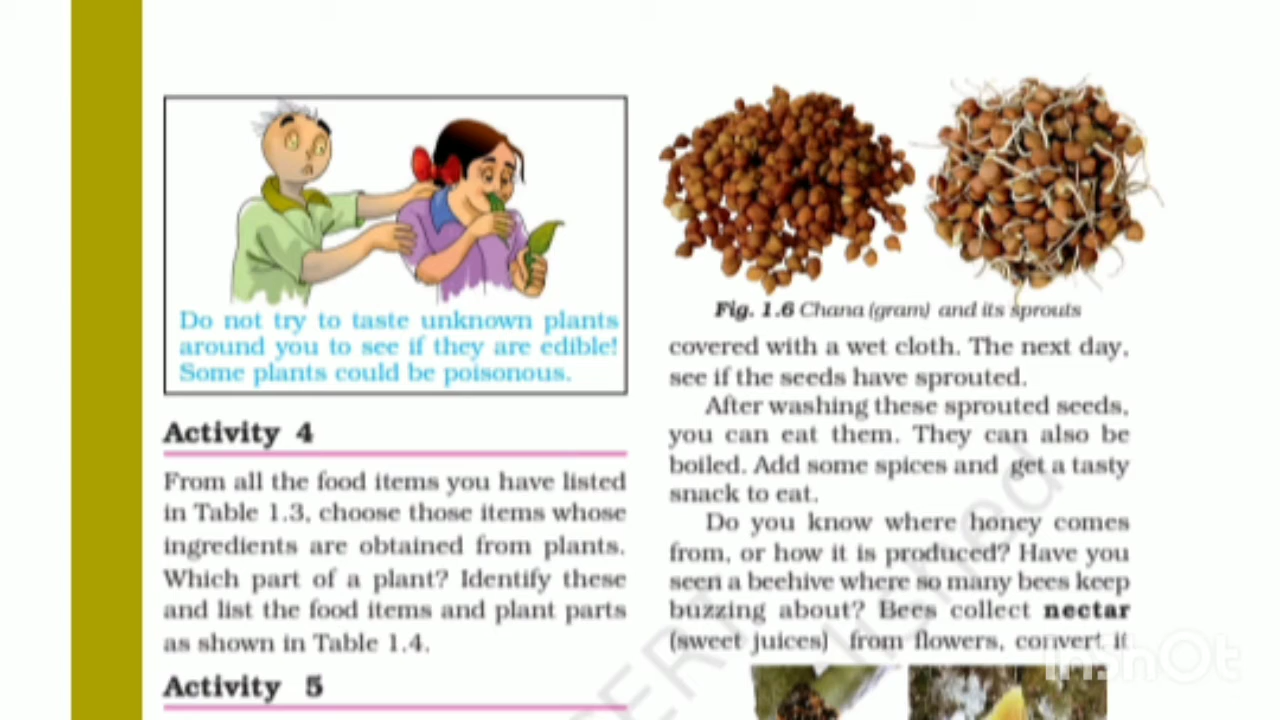 Do not try to taste unknown plants
around you to see if they are edible!
Some plants could be poisonous.
Activity 4
From all the food items you have listed
in Table 1.3, choose those items whose
ingredients are obtained from plants.
Which part of a plant? Identify these
and list the food items and plant parts
as shown in Table 1.4.
Activity 5
Fig. 1.6 Chana (gram) and its sprouts
covered with a wet cloth. The next day,
see if the seeds have sprouted.
After washing these sprouted seeds,
you can eat them. They can also be
boiled. Add some spices and get a tasty
snack to eat.
Do you know where honey comes
from, or how it is produced? Have you
seen a beehive where so many bees keep
buzzing about? Bees collect nectar
(sweet juices) from flowers, convert it
InShOt